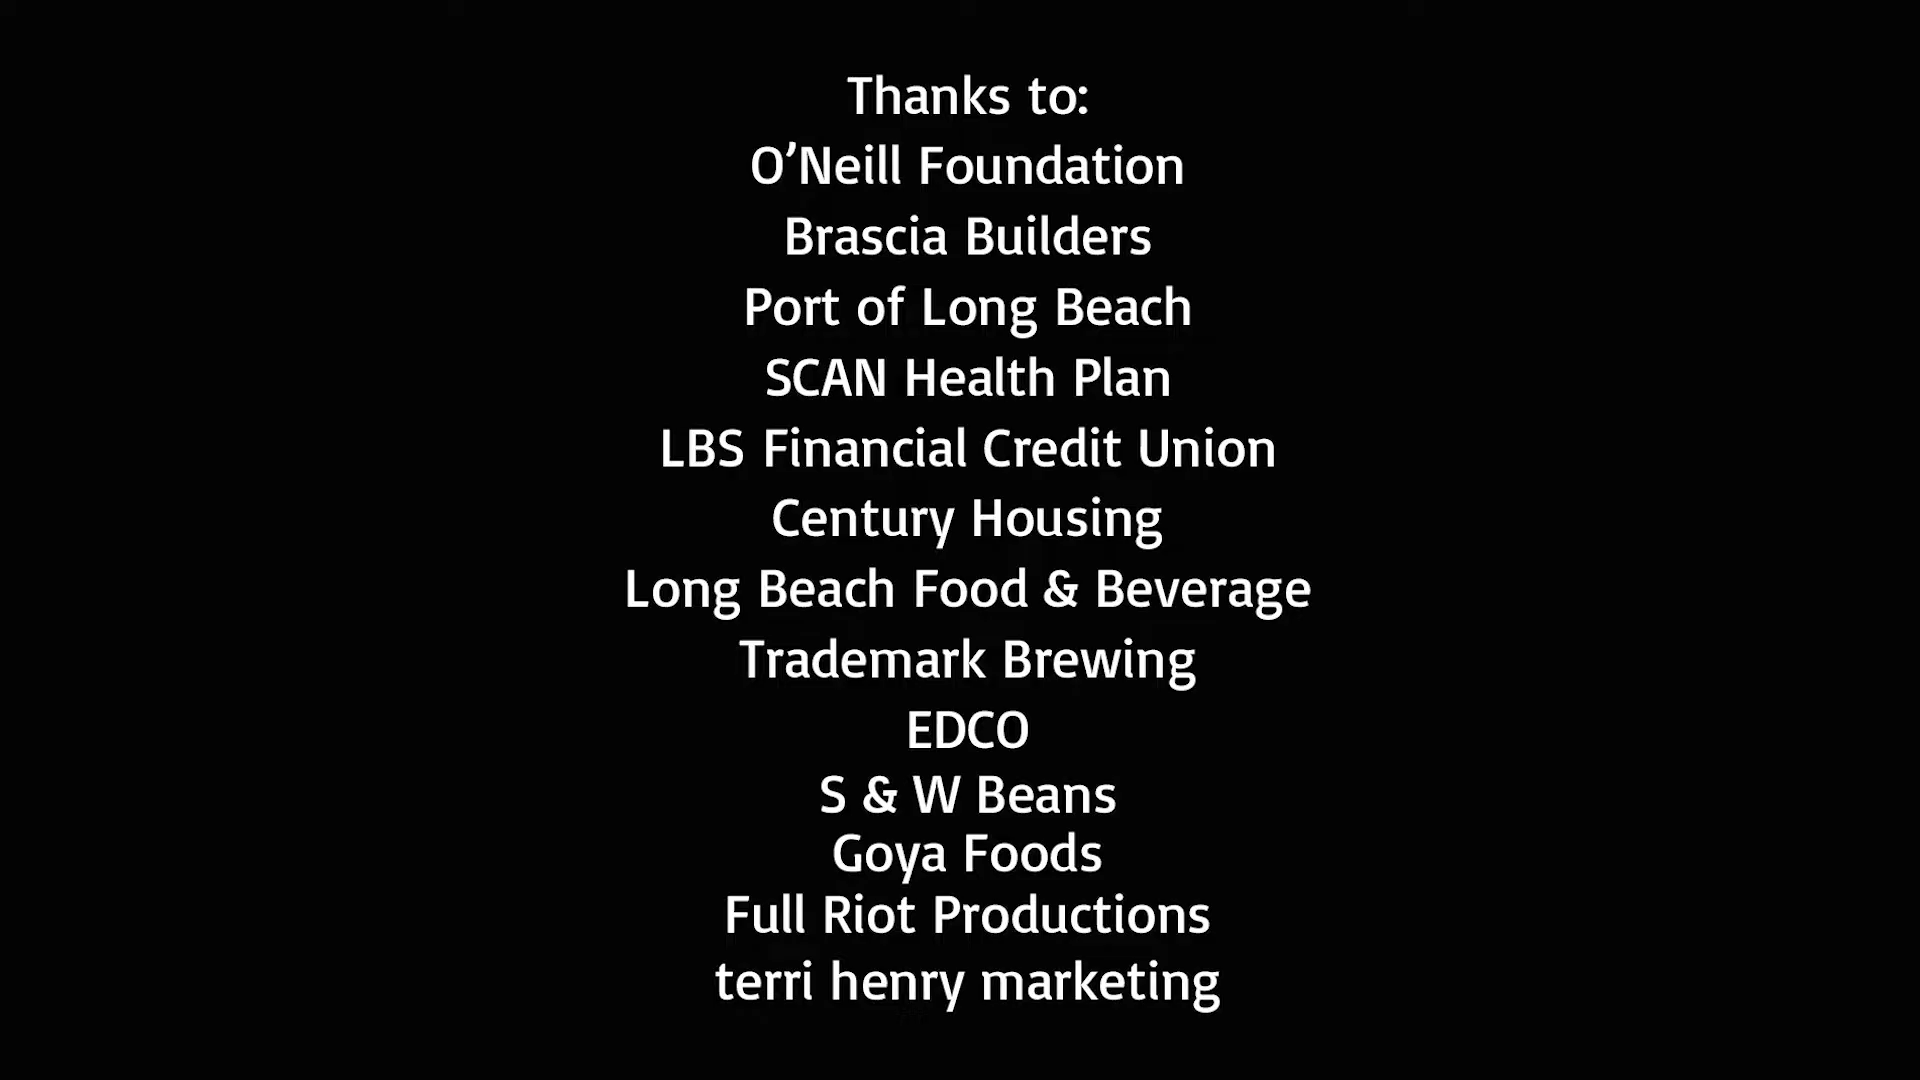 Thanks to:
O’Neill Foundation
Brascia Builders
Port of Long Beach
SCAN Health Plan
LBS Financial Credit Union
Century Housing
Long Beach Food & Beverage
Trademark Brewing
EDCO
S & W Beans
Goya Foods
Full Riot Productions
terri henry marketing